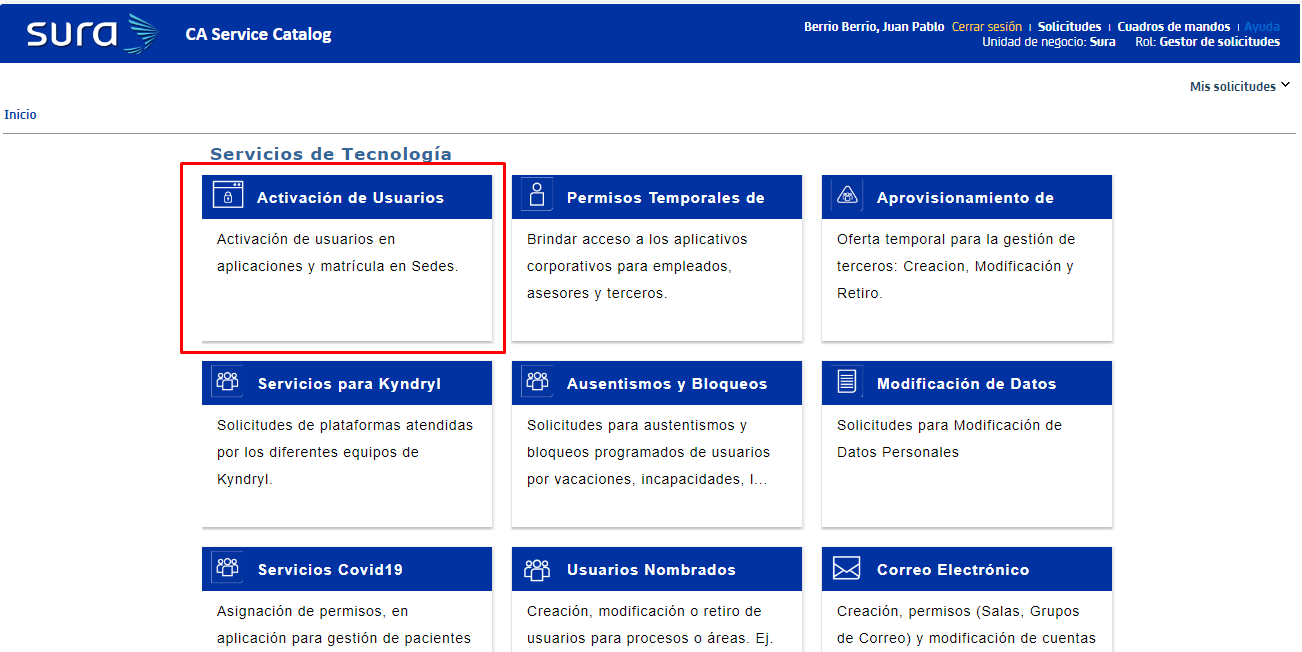 sura
CA Service Catalog
Berrio Berrio, Juan Pablo Cerrar sesión | Solicitudes | Cuadros de mandos | Ayuda
Unidad de negocio: Sura Rol: Gestor de solicitudes
Mis solicitudes
Inicio
Servicios de Tecnología
Activación de Usuarios
Activación de usuarios en
aplicaciones y matrícula en Sedes.
Permisos Temporales de
Brindar acceso a los aplicativos
corporativos para empleados,
asesores y terceros.
Aprovisionamiento de
Oferta temporal para la gestión de
terceros: Creacion, Modificación y
Retiro.
Servicios para Kyndryl
Solicitudes de plataformas atendidas
por los diferentes equipos de
Kyndryl.
Ausentismos y Bloqueos
Solicitudes para austentismos y
bloqueos programados de usuarios
por vacaciones, incapacidades, l...
Modificación de Datos
Solicitudes para Modificación de
Datos Personales
Servicios Covid19
Asignación de permisos, en
aplicación para gestión de pacientes
Usuarios Nombrados
Creación, modificación o retiro de
usuarios para procesos o áreas. Ej.
Correo Electrónico
Creación, permisos (Salas, Grupos
de Correo) y modificación de cuentas